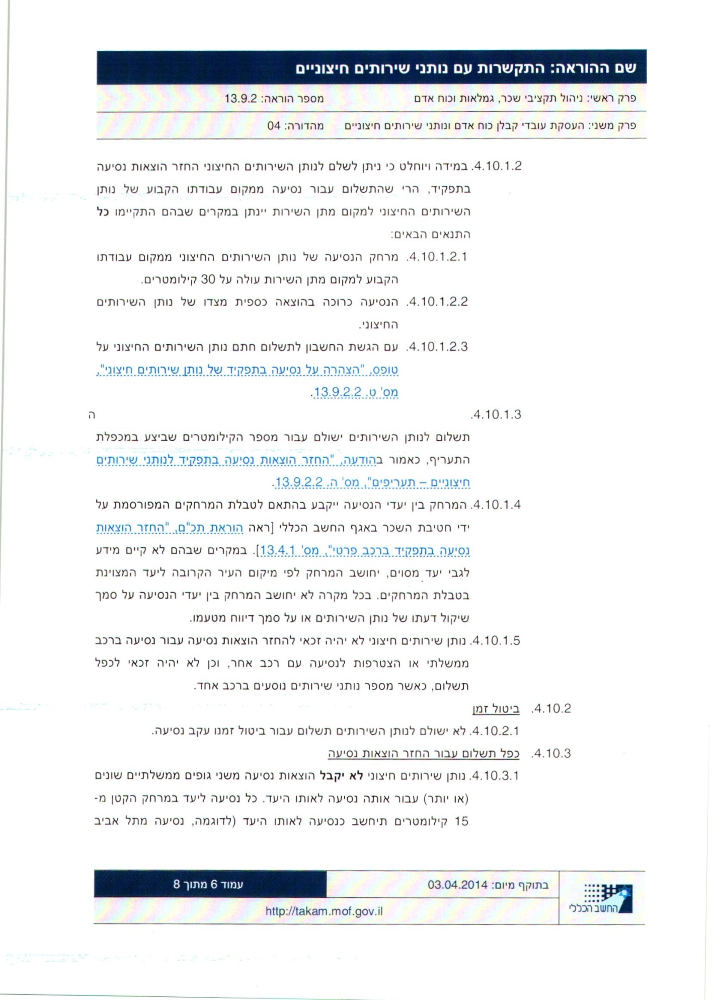 שם ההוראה: התקשרות עם נותני שירותים חיצוניים
פרק ראשי: ניהול תקציבי שכר, גמלאות וכוח אדם מספר הוראה: 13.9.2
פרק משני: העסקת עובדי קבלן כוח אדם ונותני שירותים חיצוניים מהדורה: 04
4.10.1.2. במידה ויוחלט כי ניתן לשלם לנותן השירותים החיצוני החזר הוצאות נסיעה
בתפקיד, הרי שהתשלום עבור נסיעה ממקום עבודתו הקבוע של נותן
השירותים החיצוני למקום מתן השירות יינתן במקרים שבהם התקיימו כל
התנאים הבאים:
4.10.1.2.1. מרחק הנסיעה של נותן השירותים החיצוני ממקום עבודתו
הקבוע למקום מתן השירות עולה על 30 קילומטרים.
4.10.1.2.2. הנסיעה כרוכה בהוצאה כספית מצדו של נותן השירותים
החיצוני.
4.10.1.2.3. עם הגשת החשבון לתשלום חתם נותן השירותים החיצוני על
טופס, "הצהרה על נסיעה בתפקיד של נותן שירותים חיצוני",
מס' ט. 13.9.2.2.
4.10.1.3. ה
תשלום לנותן השירותים ישולם עבור מספר הקילומטרים שביצע במכפלת
התעריף, כאמור בהודעה, "החזר הוצאות נסיעה בתפקיד לנותני שירותים
חיצוניים – תעריפים", מס' ה. 13.9.2.2.
4.10.1.4. המרחק בין יעדי הנסיעה ייקבע בהתאם לטבלת המרחקים המפורסמת על
ידי חטיבת השכר באגף החשב הכללי [ראה הוראת תכ"ם, "החזר הוצאות
נסיעה בתפקיד ברכב פרטי", מס' 13.4.1]. במקרים שבהם לא קיים מידע
לגבי יעד מסוים, יחושב המרחק לפי מיקום העיר הקרובה ליעד המצוינת
בטבלת המרחקים. בכל מקרה לא יחושב המרחק בין יעדי הנסיעה על סמך
שיקול דעתו של נותן השירותים או על סמך דיווח מטעמו.
4.10.1.5. נותן שירותים חיצוני לא יהיה זכאי להחזר הוצאות נסיעה עבור נסיעה ברכב
ממשלתי או הצטרפות לנסיעה עם רכב אחר, וכן לא יהיה זכאי לכפל
תשלום, כאשר מספר נותני שירותים נוסעים ברכב אחד.
4.10.2. ביטול זמן
4.10.2.1. לא ישולם לנותן השירותים תשלום עבור ביטול זמנו עקב נסיעה.
4.10.3. כפל תשלום עבור החזר הוצאות נסיעה
4.10.3.1. נותן שירותים חיצוני לא יקבל הוצאות נסיעה משני גופים ממשלתיים שונים
(או יותר) עבור אותה נסיעה לאותו היעד. כל נסיעה ליעד במרחק הקטן מ-
15 קילומטרים תיחשב כנסיעה לאותו היעד (לדוגמה, נסיעה מתל אביב
החשב הכללי
בתוקף מיום: 03.04.2014 עמוד 6 מתוך 8
http://takam.mof.gov.il